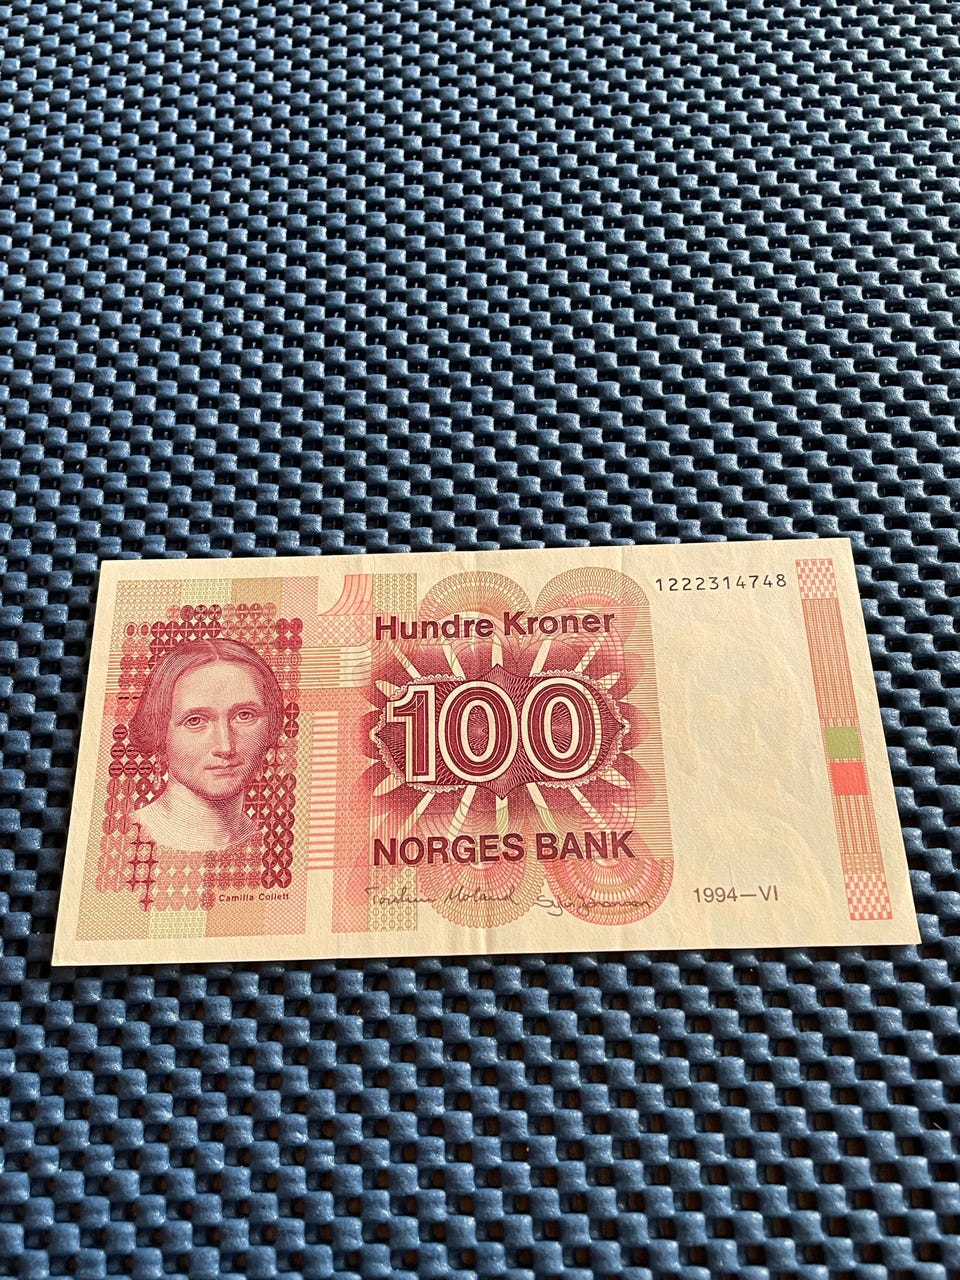 1222314748
Hundre Kroner
100
NORGES BANK
Camilla Collett
1994—VI